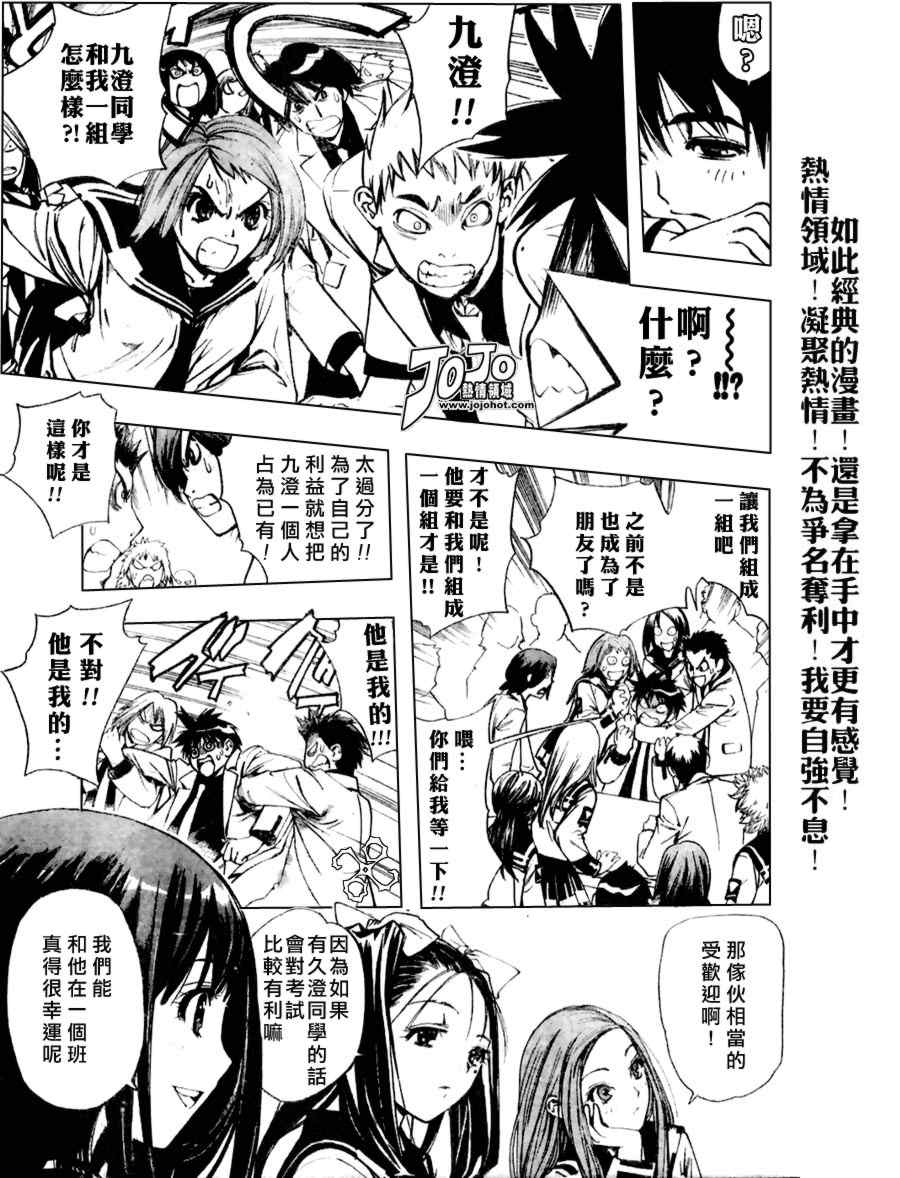 嗯?
九澄!!
九澄同學
和我一組
怎麼樣?!
啊?
什麼?
!!?
JOJO
熱情領域
www.jojohot.com
讓我們組成
一組吧
之前不是
也成為了
朋友了嗎?
才不是呢!
他要和我們組成
一個組才是!!
喂…
你們給我等一下!!
太過分了!!
為了自己的
利益就想把
九澄一個人
占為已有!
你才是
這樣呢!!
他是我的!!!
不對!!
他是我的…
那傢伙相當的
受歡迎啊!
因為如果
有久澄同學的話
會對考試
比較有利嘛
我們能
和他在一個班
真得很幸運呢
如此經典的漫畫!還是拿在手中才更有感覺!
熱情領域!凝聚熱情!不為爭名奪利!我要自強不息!